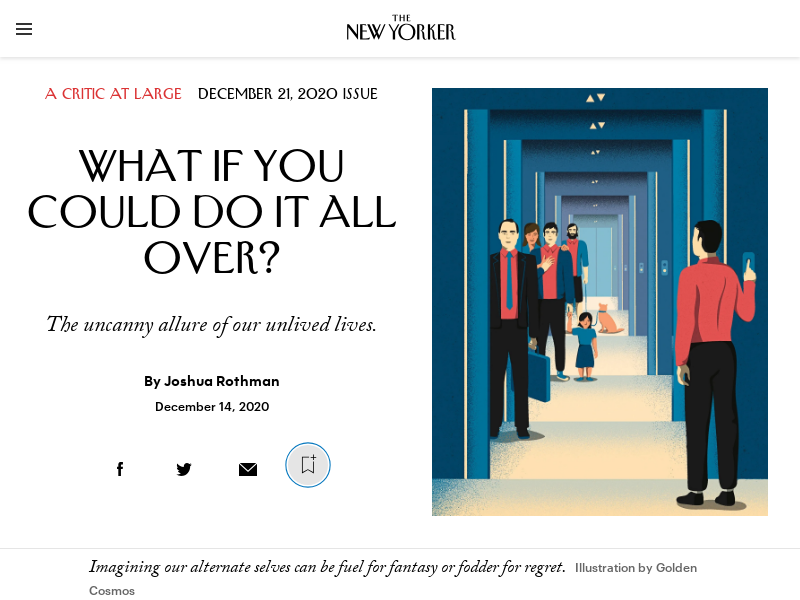 THE
NEW YORKER
A CRITIC AT LARGE DECEMBER 21, 2020 ISSUE
WHAT IF YOU
COULD DO IT ALL
OVER?
The uncanny allure of our unlived lives.
By Joshua Rothman
December 14, 2020
Imagining our alternate selves can be fuel for fantasy or fodder for regret. Illustration by Golden
Cosmos